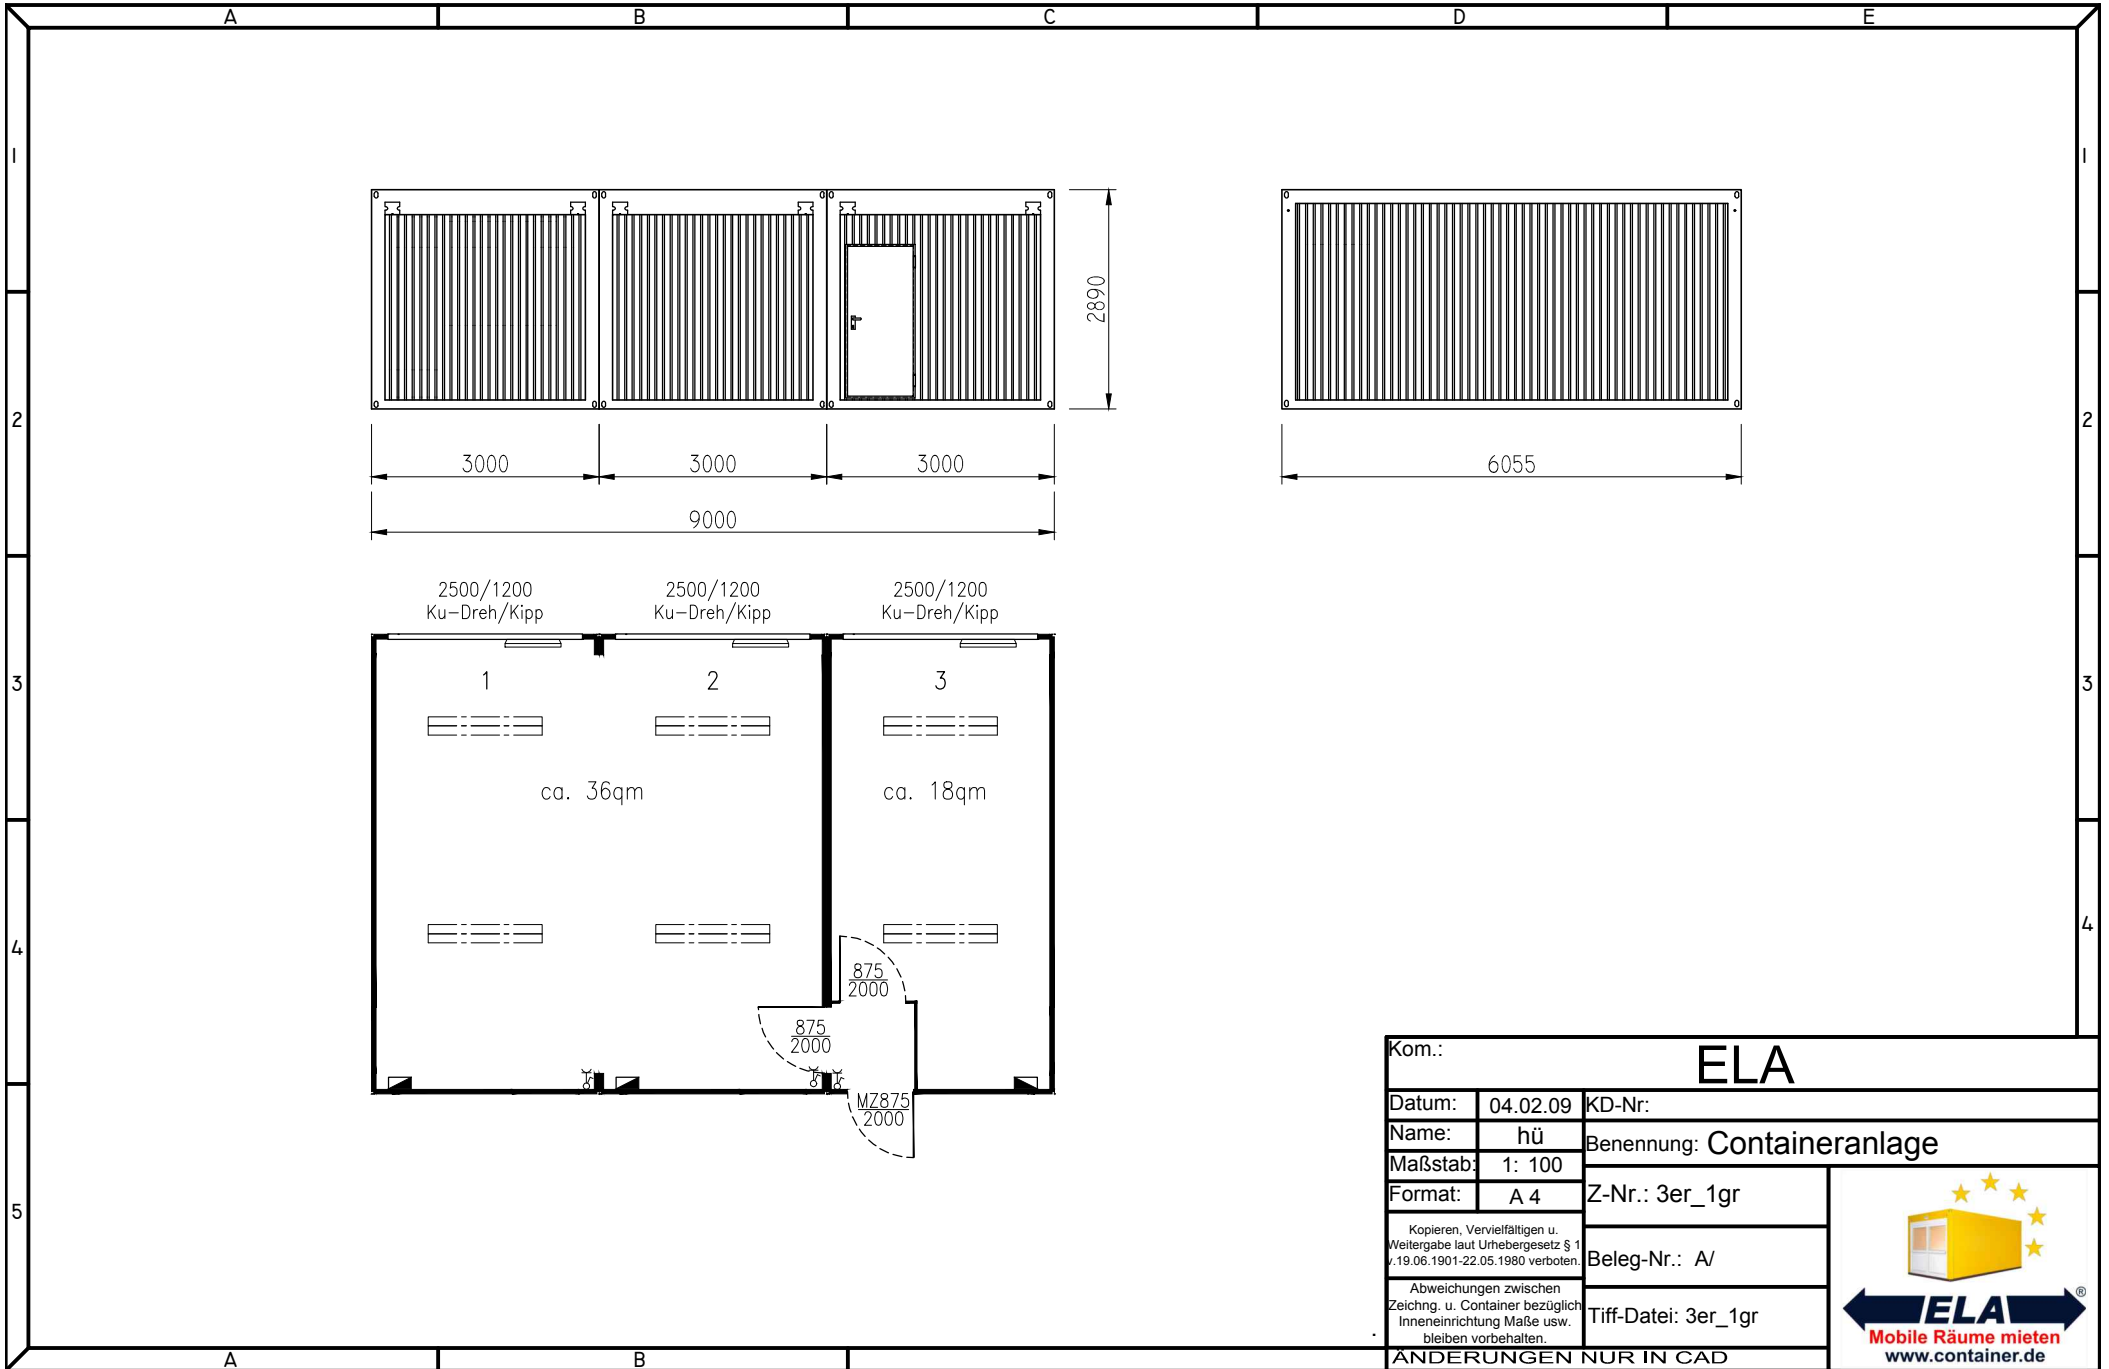 A B C D E
1 1
2890
2 2
3000 3000 3000 6055
9000
2500/1200 2500/1200 2500/1200
Ku-Dreh/Kipp Ku-Dreh/Kipp Ku-Dreh/Kipp
3 1 2 3 3
ca. 36qm ca. 18qm
4 4
875
2000
875
2000
MZ875
2000
5
Kom.: ELA
Datum: 04.02.09 KD-Nr:
Name: hü
Benennung: Containeranlage
Maßstab: 1: 100
Format: A 4
Z-Nr.: 3er_1gr
Kopieren, Vervielfältigen u.
Weitergabe laut Urhebergesetz § 1
v.19.06.1901-22.05.1980 verboten.
Beleg-Nr.: A/
Abweichungen zwischen
Zeichng. u. Container bezüglich
Inneneinrichtung Maße usw.
bleiben vorbehalten.
Tiff-Datei: 3er_1gr
ELA®
Mobile Räume mieten
www.container.de
ÄNDERUNGEN NUR IN CAD
A B